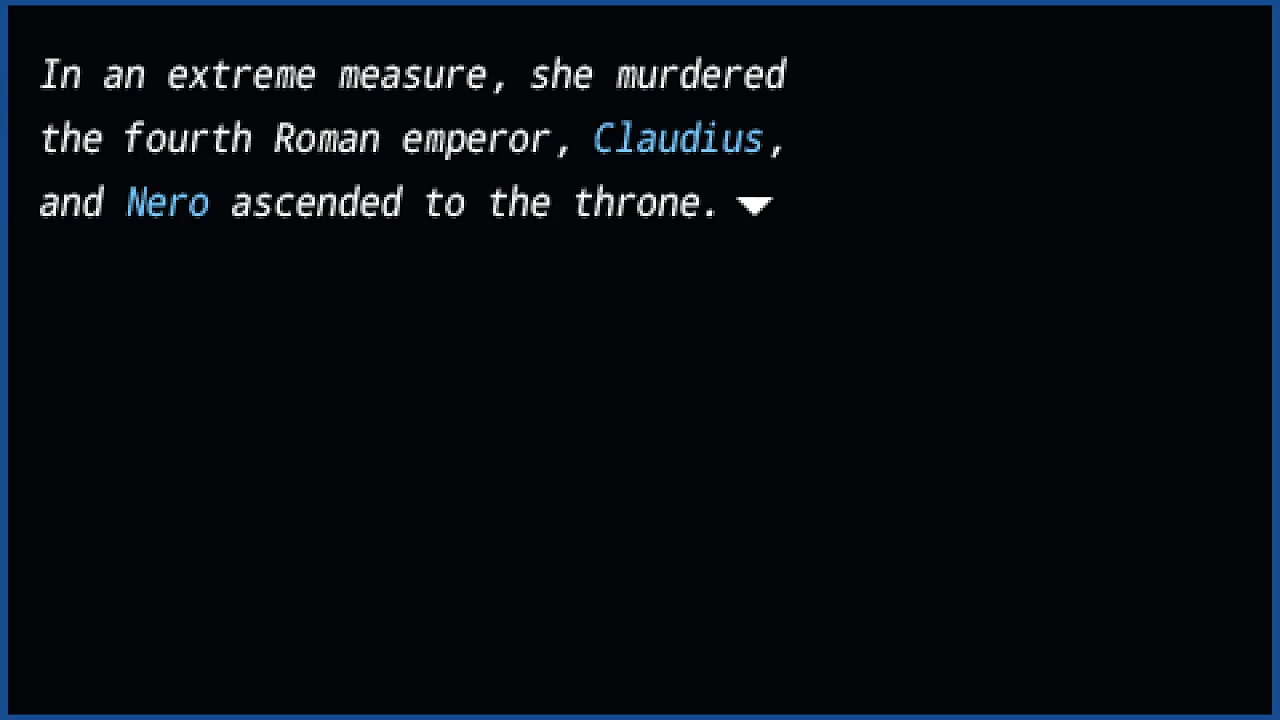 In an extreme measure, she murdered
the fourth Roman emperor, Claudius,
and Nero ascended to the throne.